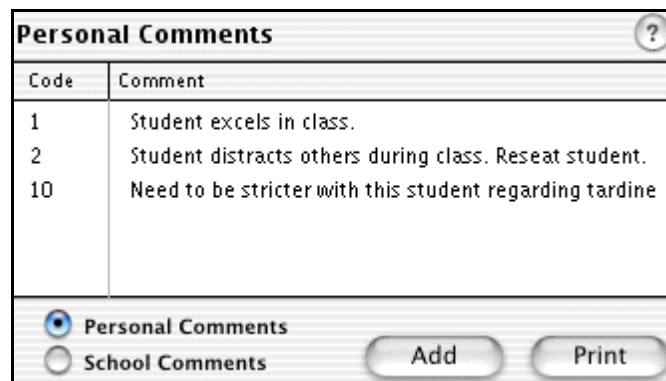 Personal Comments ?
Code Comment
1 Student excels in class.
2 Student distracts others during class. Reseat student.
10 Need to be stricter with this student regarding tardine
Personal Comments
School Comments Add Print